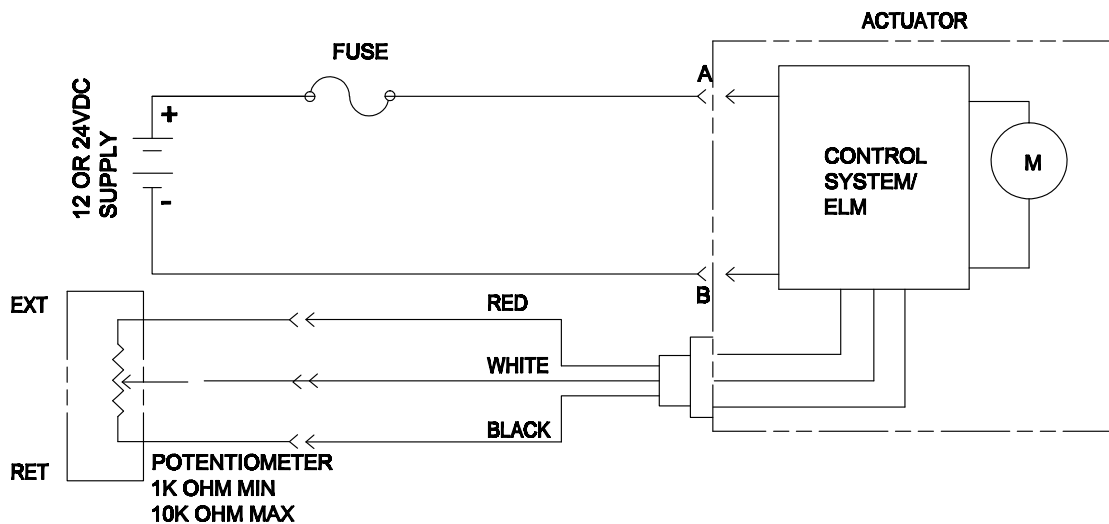 ACTUATOR
FUSE
A
+
12 OR 24VDC
SUPPLY
-
CONTROL
SYSTEM/
ELM
M
B
EXT
RED
WHITE
BLACK
RET
POTENTIOMETER
1K OHM MIN
10K OHM MAX